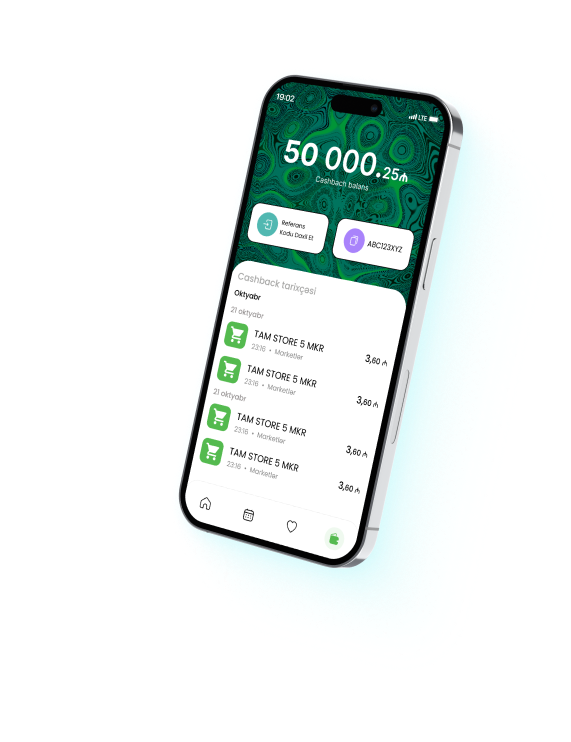 19:02
LTE
50 000.25₼
Cashback balans
Referans
Kodu Daxil Et
ABC123XYZ
Cashback tarixçəsi
Oktyabr
21 oktyabr
TAM STORE 5 MKR
3,60 ₼
23:16 • Marketlər
TAM STORE 5 MKR
3,60 ₼
23:16 • Marketlər
21 oktyabr
TAM STORE 5 MKR
3,60 ₼
23:16 • Marketlər
TAM STORE 5 MKR
3,60 ₼
23:16 • Marketlər